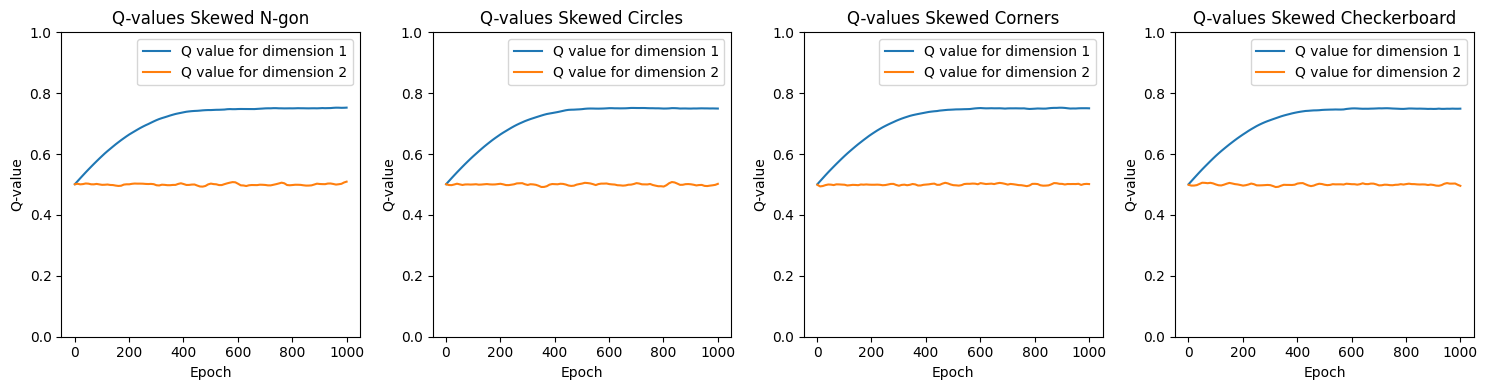 Q-values Skewed N-gon
Q-value
1.0
0.8
0.6
0.4
0.2
0.0
Q value for dimension 1
Q value for dimension 2
0 200 400 600 800 1000
Epoch
Q-values Skewed Circles
Q-value
1.0
0.8
0.6
0.4
0.2
0.0
Q value for dimension 1
Q value for dimension 2
0 200 400 600 800 1000
Epoch
Q-values Skewed Corners
Q-value
1.0
0.8
0.6
0.4
0.2
0.0
Q value for dimension 1
Q value for dimension 2
0 200 400 600 800 1000
Epoch
Q-values Skewed Checkerboard
Q-value
1.0
0.8
0.6
0.4
0.2
0.0
Q value for dimension 1
Q value for dimension 2
0 200 400 600 800 1000
Epoch